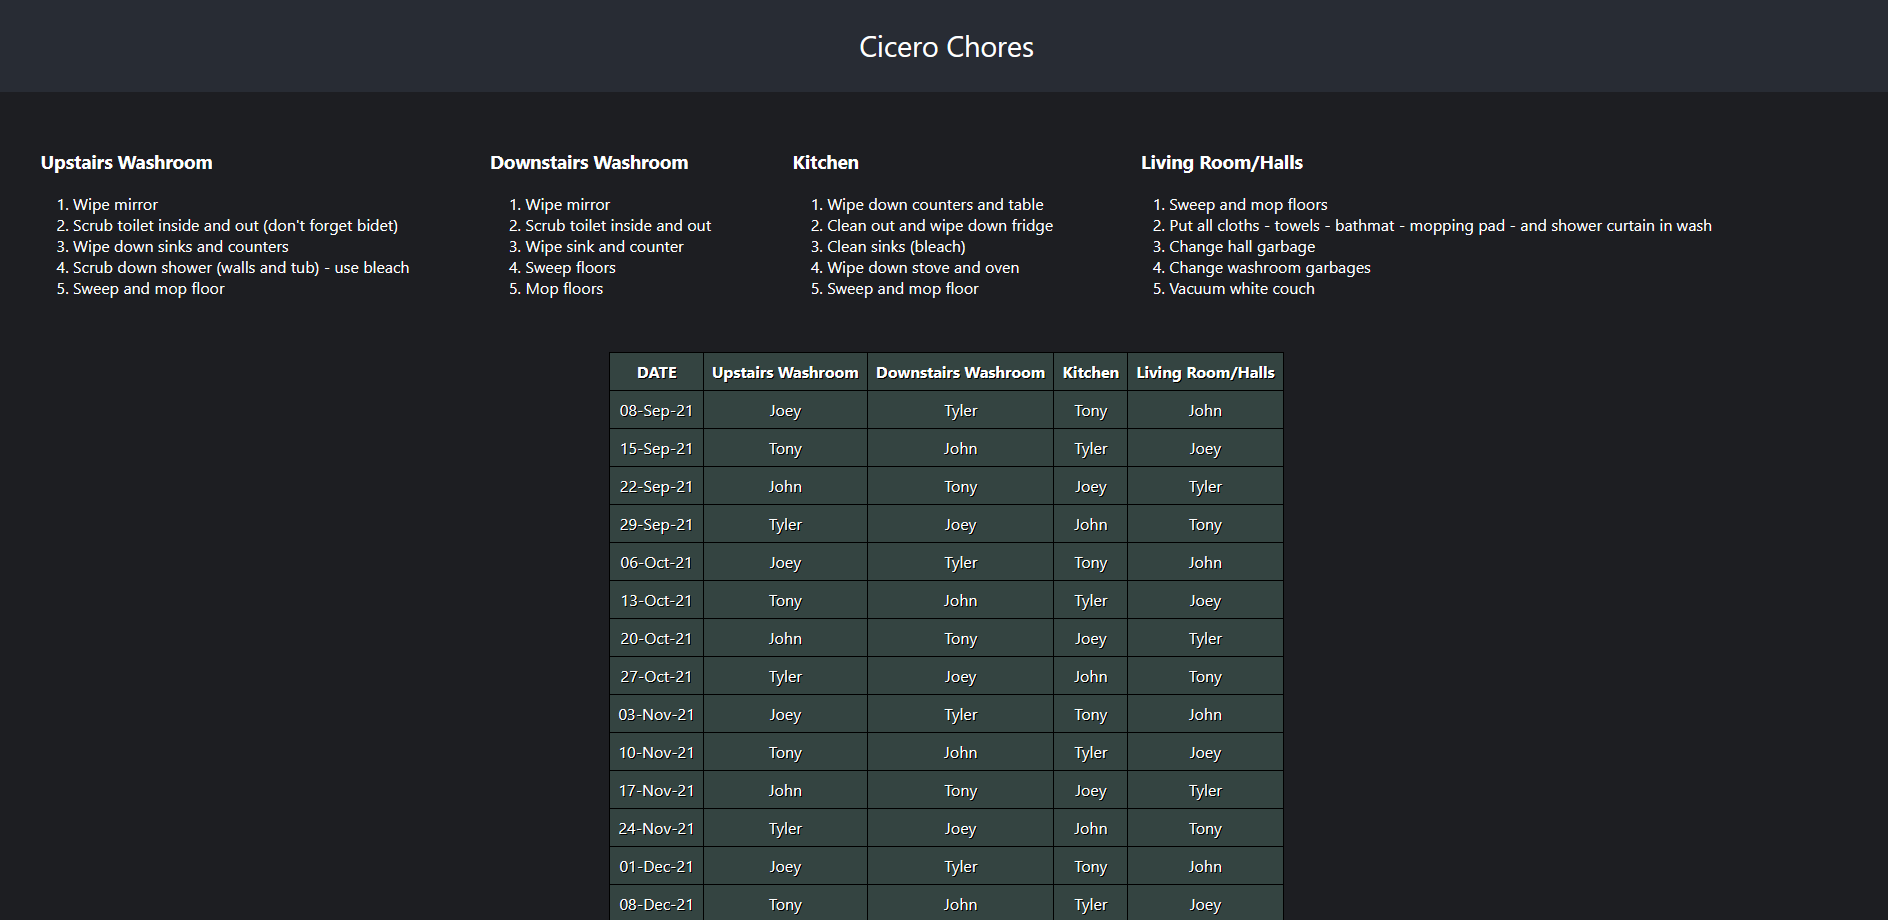 Cicero Chores
Upstairs Washroom
1. Wipe mirror
2. Scrub toilet inside and out (don't forget bidet)
3. Wipe down sinks and counters
4. Scrub down shower (walls and tub) - use bleach
5. Sweep and mop floor
Downstairs Washroom
1. Wipe mirror
2. Scrub toilet inside and out
3. Wipe sink and counter
4. Sweep floors
5. Mop floors
Kitchen
1. Wipe down counters and table
2. Clean out and wipe down fridge
3. Clean sinks (bleach)
4. Wipe down stove and oven
5. Sweep and mop floor
Living Room/Halls
1. Sweep and mop floors
2. Put all cloths - towels - bathmat - mopping pad - and shower curtain in wash
3. Change hall garbage
4. Change washroom garbages
5. Vacuum white couch
DATE Upstairs Washroom Downstairs Washroom Kitchen Living Room/Halls
08-Sep-21 Joey Tyler Tony John
15-Sep-21 Tony John Tyler Joey
22-Sep-21 John Tony Joey Tyler
29-Sep-21 Tyler Joey John Tony
06-Oct-21 Joey Tyler Tony John
13-Oct-21 Tony John Tyler Joey
20-Oct-21 John Tony Joey Tyler
27-Oct-21 Tyler Joey John Tony
03-Nov-21 Joey Tyler Tony John
10-Nov-21 Tony John Tyler Joey
17-Nov-21 John Tony Joey Tyler
24-Nov-21 Tyler Joey John Tony
01-Dec-21 Joey Tyler Tony John
08-Dec-21 Tony John Tyler Joey